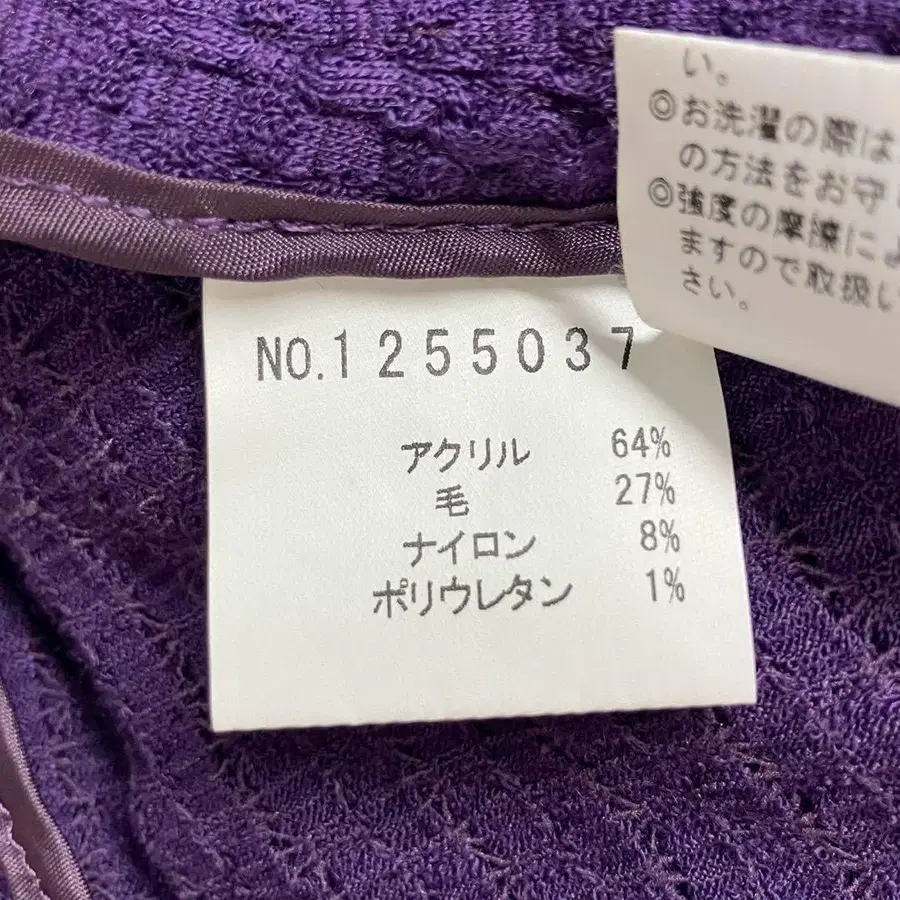 い。
◎お洗濯の際は
の方法をお守り
◎強度の摩擦によ
ますので取扱い
さい。
NO.1255037
アクリル 64%
毛 27%
ナイロン 8%
ポリウレタン 1%